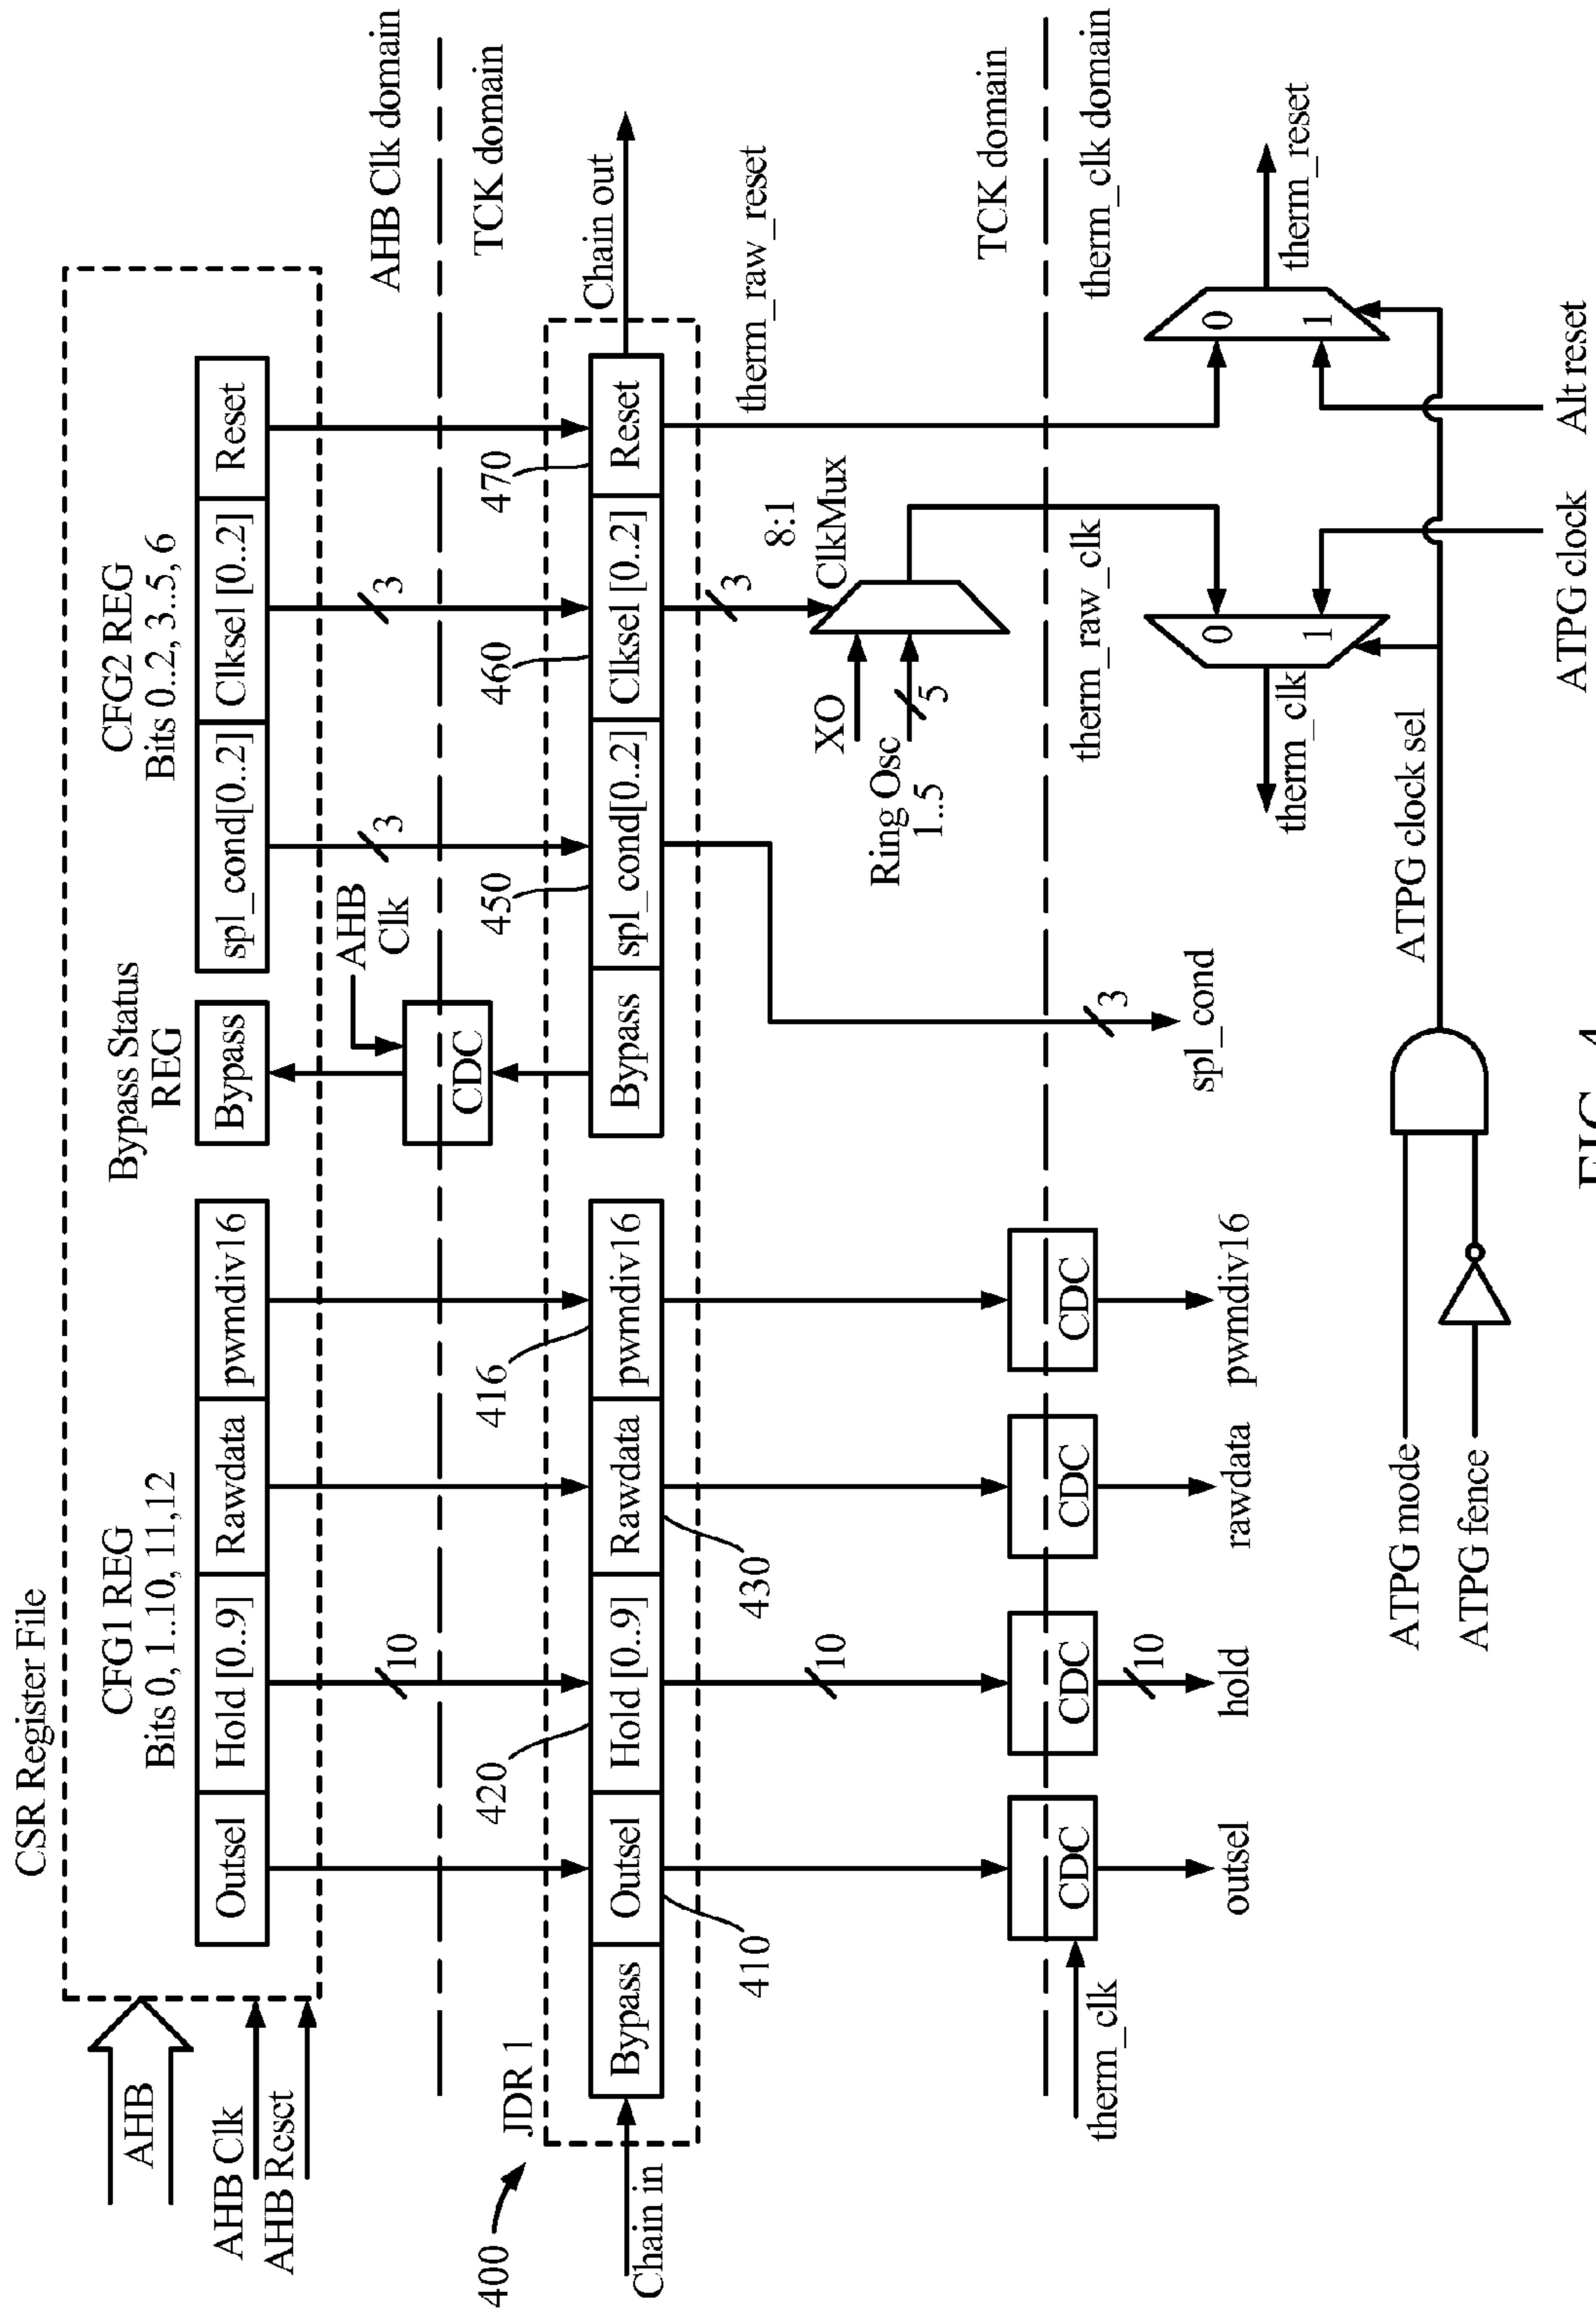 CSR Register File
CFG1 REG
Bits 0, 1..10, 11,12
Bypass Status
REG
CFG2 REG
Bits 0..2, 3..5, 6
AHB
AHB Clk
AHB Reset
Outsel
Hold [0..9]
Rawdata
pwmdiv16
Bypass
spl_cond[0..2]
Clksel [0..2]
Reset
10
AHB
Clk
3
3
AHB Clk domain
CDC
TCK domain
400
JDR 1
420
416
450
460
470
Chain in
Bypass
Outsel
Hold [0..9]
Rawdata
pwmdiv16
Bypass
spl_cond[0..2]
Clksel [0..2]
Reset
Chain out
410
430
10
3
8:1
ClkMux
therm_raw_reset
XO
Ring Osc
1..5
5
TCK domain
therm_clk
CDC
CDC
CDC
CDC
therm_raw_clk
therm_clk domain
10
3
outsel
hold
rawdata
pwmdiv16
spl_cond
0
1
0
1
therm_clk
therm_reset
ATPG mode
ATPG fence
ATPG clock sel
ATPG clock
Alt reset